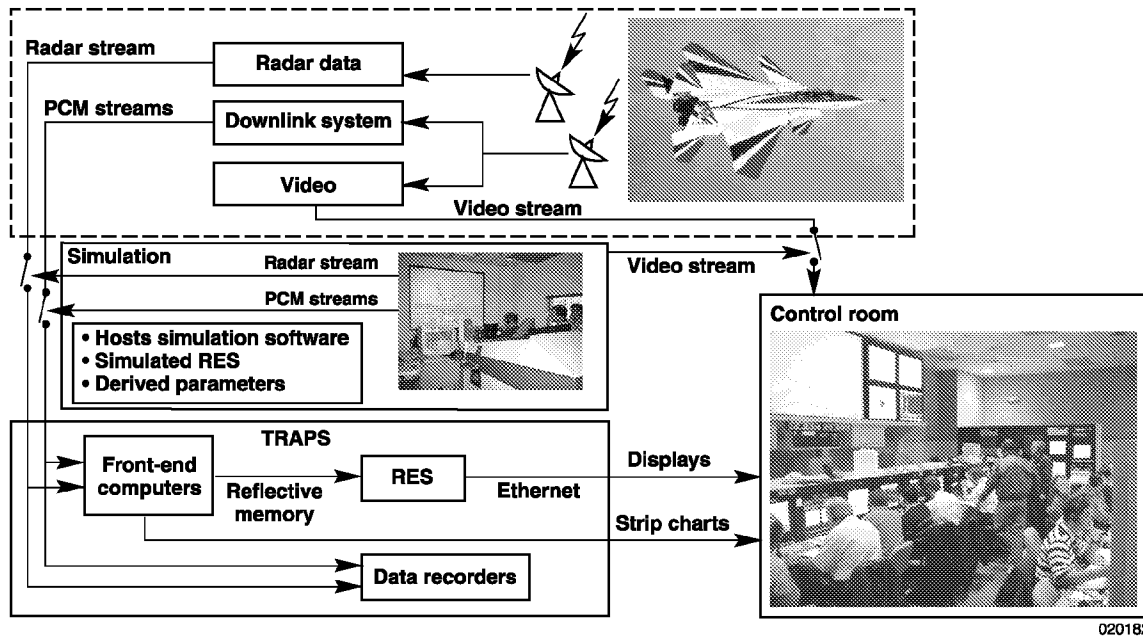 Radar stream
Radar data
PCM streams
Downlink system
Video
Video stream
Simulation
Radar stream
Video stream
PCM streams
• Hosts simulation software
• Simulated RES
• Derived parameters
Control room
TRAPS
Front-end
computers
Reflective
memory
RES
Ethernet
Displays
Strip charts
Data recorders